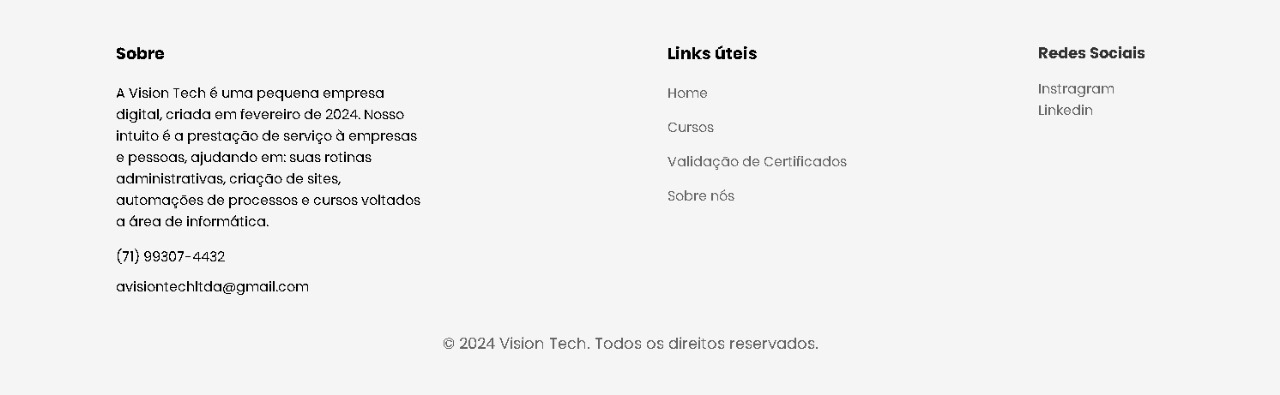 Sobre
A Vision Tech é uma pequena empresa
digital, criada em fevereiro de 2024. Nosso
intuito é a prestação de serviço à empresas
e pessoas, ajudando em: suas rotinas
administrativas, criação de sites,
automações de processos e cursos voltados
a área de informática.
(71) 99307-4432
avisiontechltda@gmail.com
Links úteis
Home
Cursos
Validação de Certificados
Sobre nós
Redes Sociais
Instragram
Linkedin
© 2024 Vision Tech. Todos os direitos reservados.